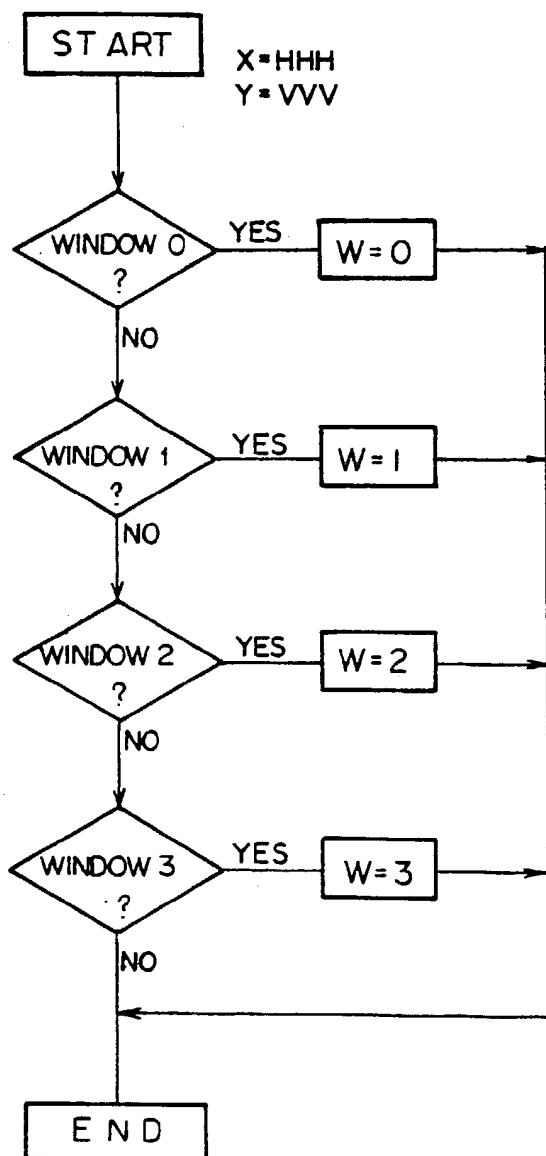 START
X=HHH
Y=VVV
WINDOW 0
?
YES
W=0
NO
WINDOW 1
?
YES
W=1
NO
WINDOW 2
?
YES
W=2
NO
WINDOW 3
?
YES
W=3
NO
END